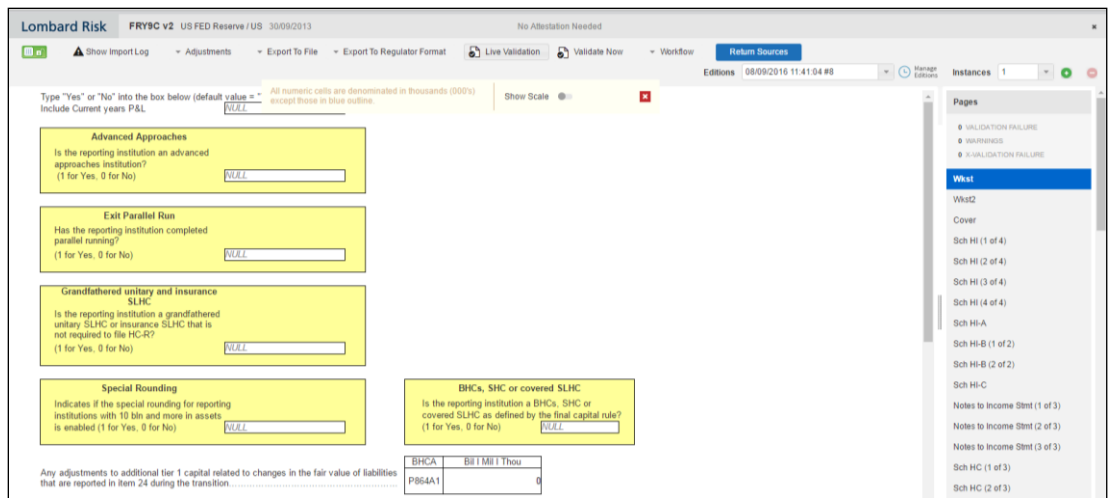 Lombard Risk FRY9C v2 US FED Reserve / US 30/09/2013 No Attestation Needed
Show Import Log Adjustments Export To File Export To Regulator Format Live Validation Validate Now Workflow Return Sources
Editions 08/09/2016 11:41:04 #8 Manage Editions Instances 1
Type "Yes" or "No" into the box below (default value = "
Include Current years P&L NULL
All numeric cells are denominated in thousands (000's)
except those in blue outline.
Show Scale
Advanced Approaches
Is the reporting institution an advanced
approaches institution?
(1 for Yes, 0 for No) NULL
Exit Parallel Run
Has the reporting institution completed
parallel running?
(1 for Yes, 0 for No) NULL
Grandfathered unitary and insurance
SLHC
Is the reporting institution a grandfathered
unitary SLHC or insurance SLHC that is
not required to file HC-R?
(1 for Yes, 0 for No) NULL
Special Rounding
Indicates if the special rounding for reporting
institutions with 10 bln and more in assets
is enabled (1 for Yes, 0 for No) NULL
BHCs, SHC or covered SLHC
Is the reporting institution a BHCs, SHC or
covered SLHC as defined by the final capital rule?
(1 for Yes, 0 for No) NULL
BHCA Bil I Mil I Thou
Any adjustments to additional tier 1 capital related to changes in the fair value of liabilities
that are reported in item 24 during the transition P864A1 0
Pages
0 VALIDATION FAILURE
0 WARNINGS
0 X-VALIDATION FAILURE
Wkst
Wkst2
Cover
Sch HI (1 of 4)
Sch HI (2 of 4)
Sch HI (3 of 4)
Sch HI (4 of 4)
Sch HI-A
Sch HI-B (1 of 2)
Sch HI-B (2 of 2)
Sch HI-C
Notes to Income Stmt (1 of 3)
Notes to Income Stmt (2 of 3)
Notes to Income Stmt (3 of 3)
Sch HC (1 of 3)
Sch HC (2 of 3)